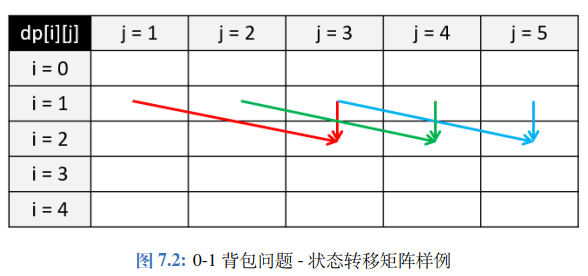 dp[i][j] j = 1 j = 2 j = 3 j = 4 j = 5
i = 0
i = 1
i = 2
i = 3
i = 4
图 7.2: 0-1 背包问题 - 状态转移矩阵样例